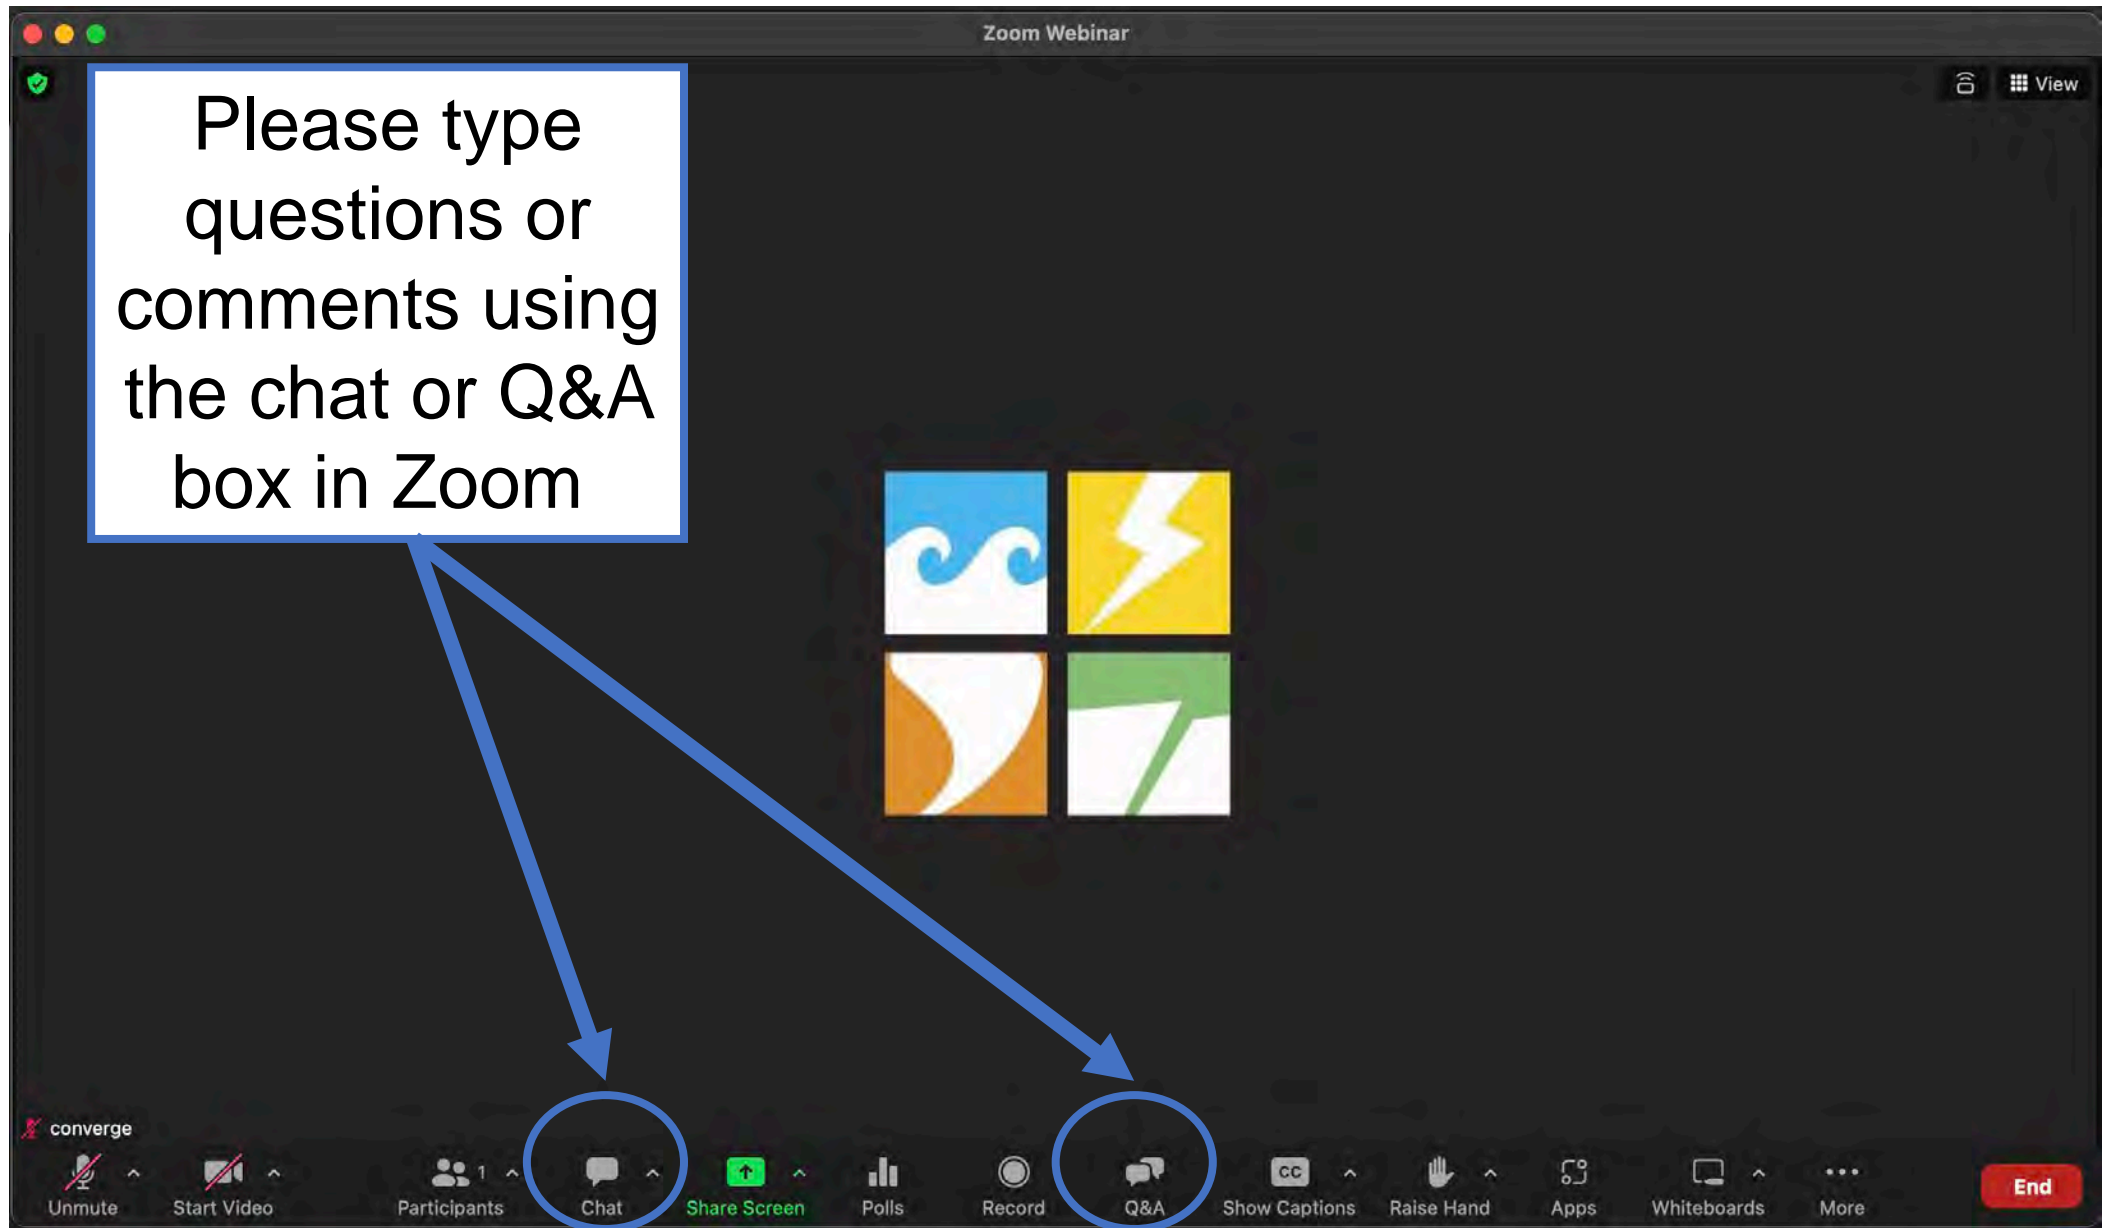 Zoom Webinar
View
Please type
questions or
comments using
the chat or Q&A
box in Zoom
converge
1
CC
Unmute
Start Video
Participants
Chat
Share Screen
Polls
Record
Q&A
Show Captions
Raise Hand
Apps
Whiteboards
More
End